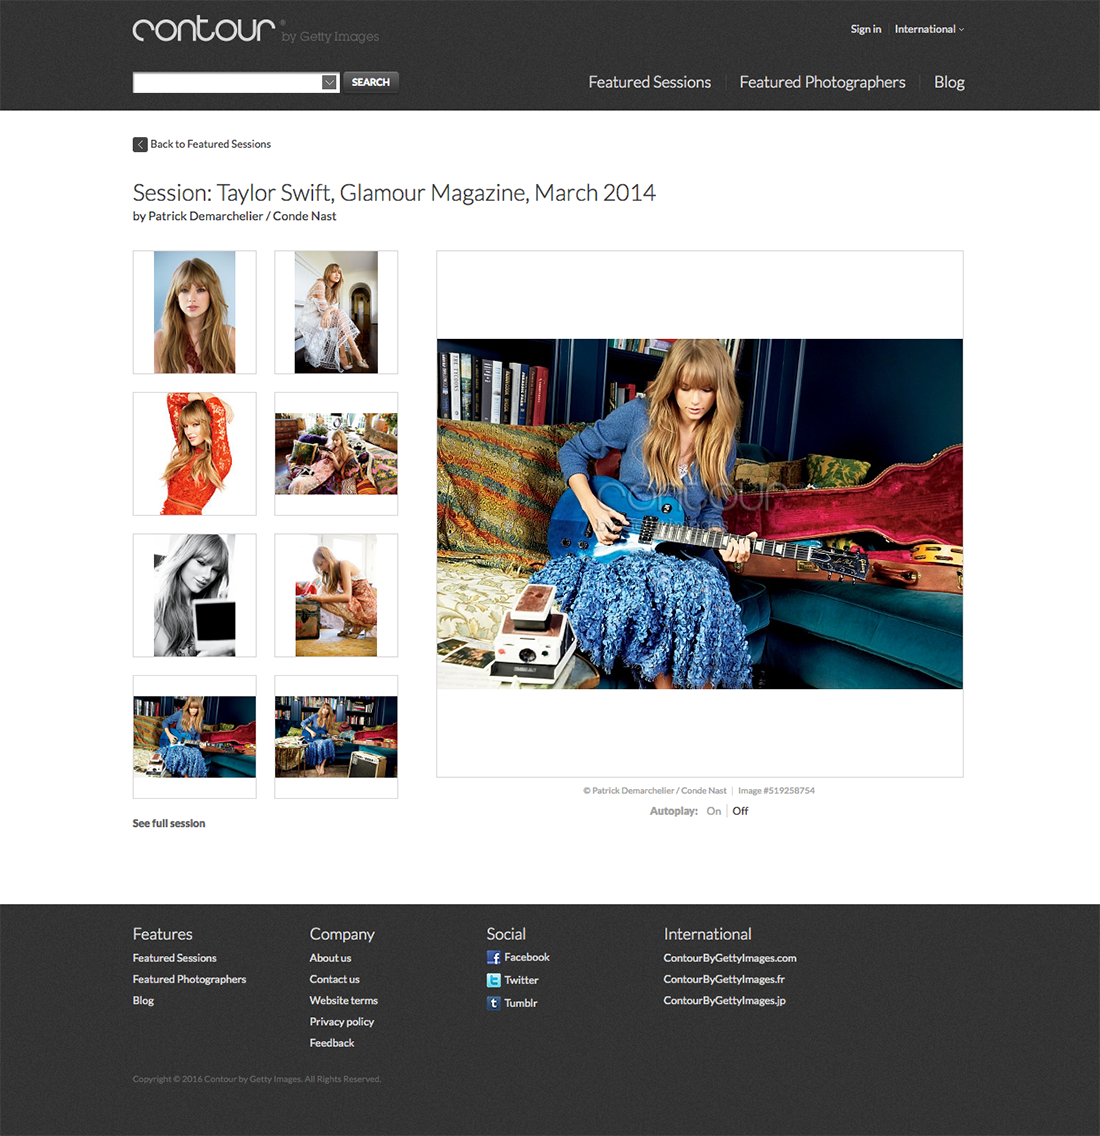 contour® by Getty Images
Sign in
International
SEARCH
Featured Sessions
Featured Photographers
Blog
Back to Featured Sessions
Session: Taylor Swift, Glamour Magazine, March 2014
by Patrick Demarchelier / Conde Nast
contour
© Patrick Demarchelier / Conde Nast | Image #519258754
Autoplay: On | Off
See full session
Features
Featured Sessions
Featured Photographers
Blog
Company
About us
Contact us
Website terms
Privacy policy
Feedback
Social
Facebook
Twitter
Tumblr
International
ContourByGettyImages.com
ContourByGettyImages.fr
ContourByGettyImages.jp
Copyright © 2016 Contour by Getty Images. All Rights Reserved.